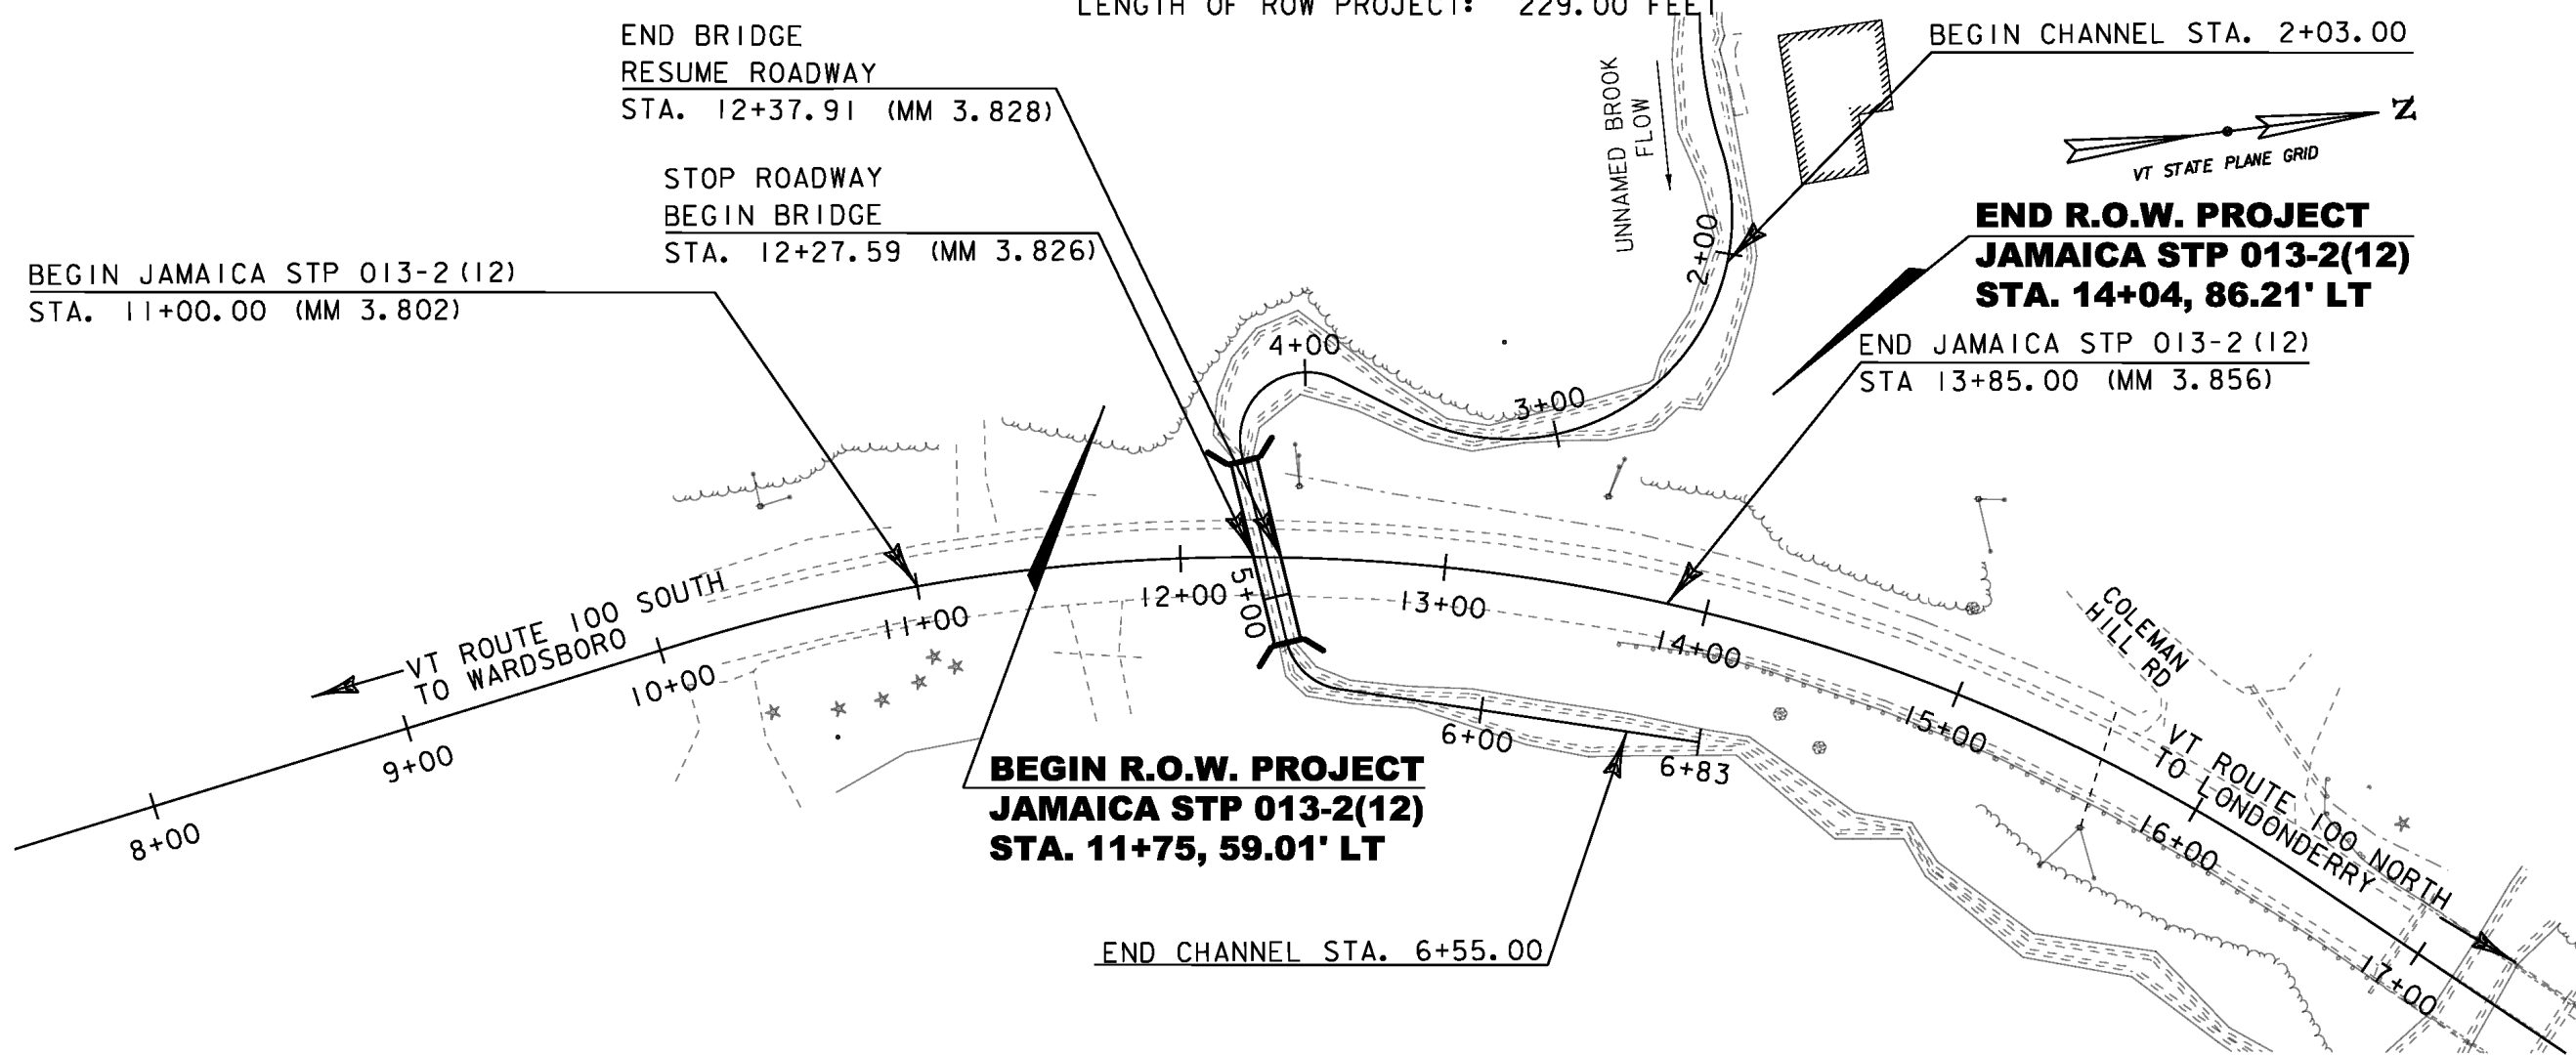 LENGTH OF ROW PROJECT: 229.00 FEET
END BRIDGE
RESUME ROADWAY
STA. 12+37.91 (MM 3.828)
STOP ROADWAY
BEGIN BRIDGE
STA. 12+27.59 (MM 3.826)
BEGIN JAMAICA STP 013-2(12)
STA. 11+00.00 (MM 3.802)
UNNAMED BROOK
FLOW
BEGIN CHANNEL STA. 2+03.00
N
VT STATE PLANE GRID
END R.O.W. PROJECT
JAMAICA STP 013-2(12)
STA. 14+04, 86.21' LT
END JAMAICA STP 013-2(12)
STA 13+85.00 (MM 3.856)
2+00
3+00
4+00
5+00
6+00
6+83
VT ROUTE 100 SOUTH
TO WARDSBORO
8+00
9+00
10+00
11+00
12+00
13+00
14+00
15+00
16+00
17+00
COLEMAN
HILL RD
VT ROUTE 100 NORTH
TO LONDONDERRY
BEGIN R.O.W. PROJECT
JAMAICA STP 013-2(12)
STA. 11+75, 59.01' LT
END CHANNEL STA. 6+55.00